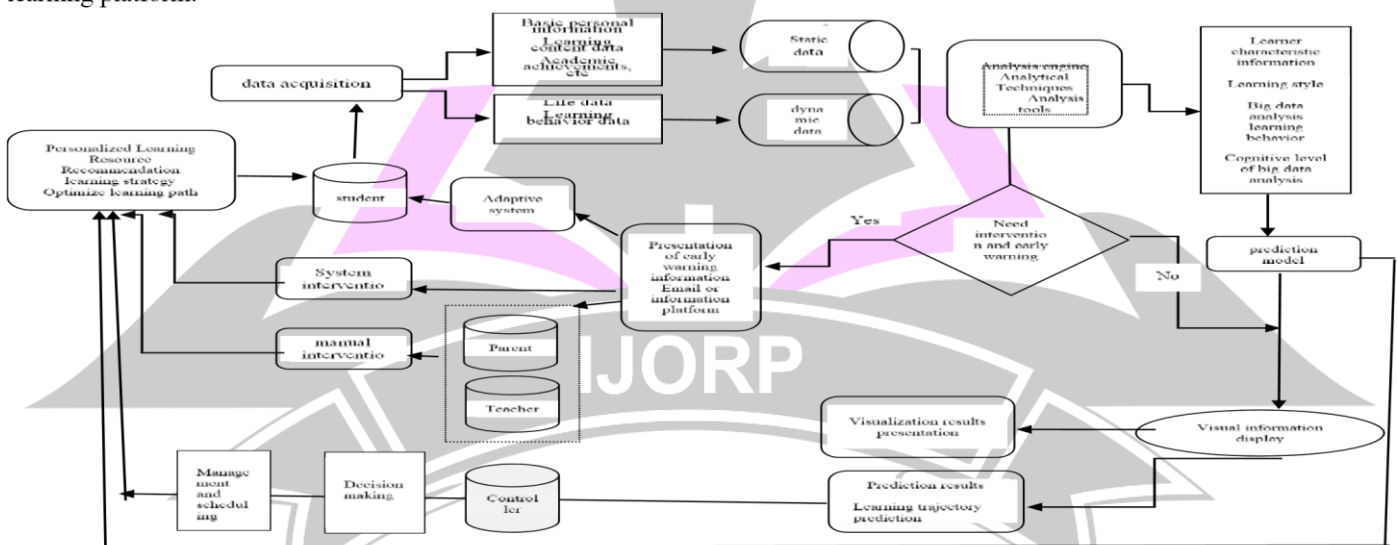 learning platform.
Basic personal
information
Learning
content data
Academic
achievements,
etc
Static
data
data acquisition
Life data
Learning
behavior data
dyna
mic
data
Analysis engine
Analytical
Techniques
Analysis
tools
Learner
characteristic
information
Learning style
Big data
analysis
learning
behavior
Cognitive level
of big data
analysis
Personalized Learning
Resource
Recommendation
learning strategy
Optimize learning path
student
Adaptive
system
Presentation
of early
warning
information
Email or
information
platform
Yes
Need
interventio
n and early
warning
No
prediction
model
System
interventio
manual
interventio
Parent
Teacher
IJORP
Visualization results
presentation
Visual information
display
Manage
ment
and
schedul
ing
Decision
making
Control
ler
Prediction results
Learning trajectory
prediction